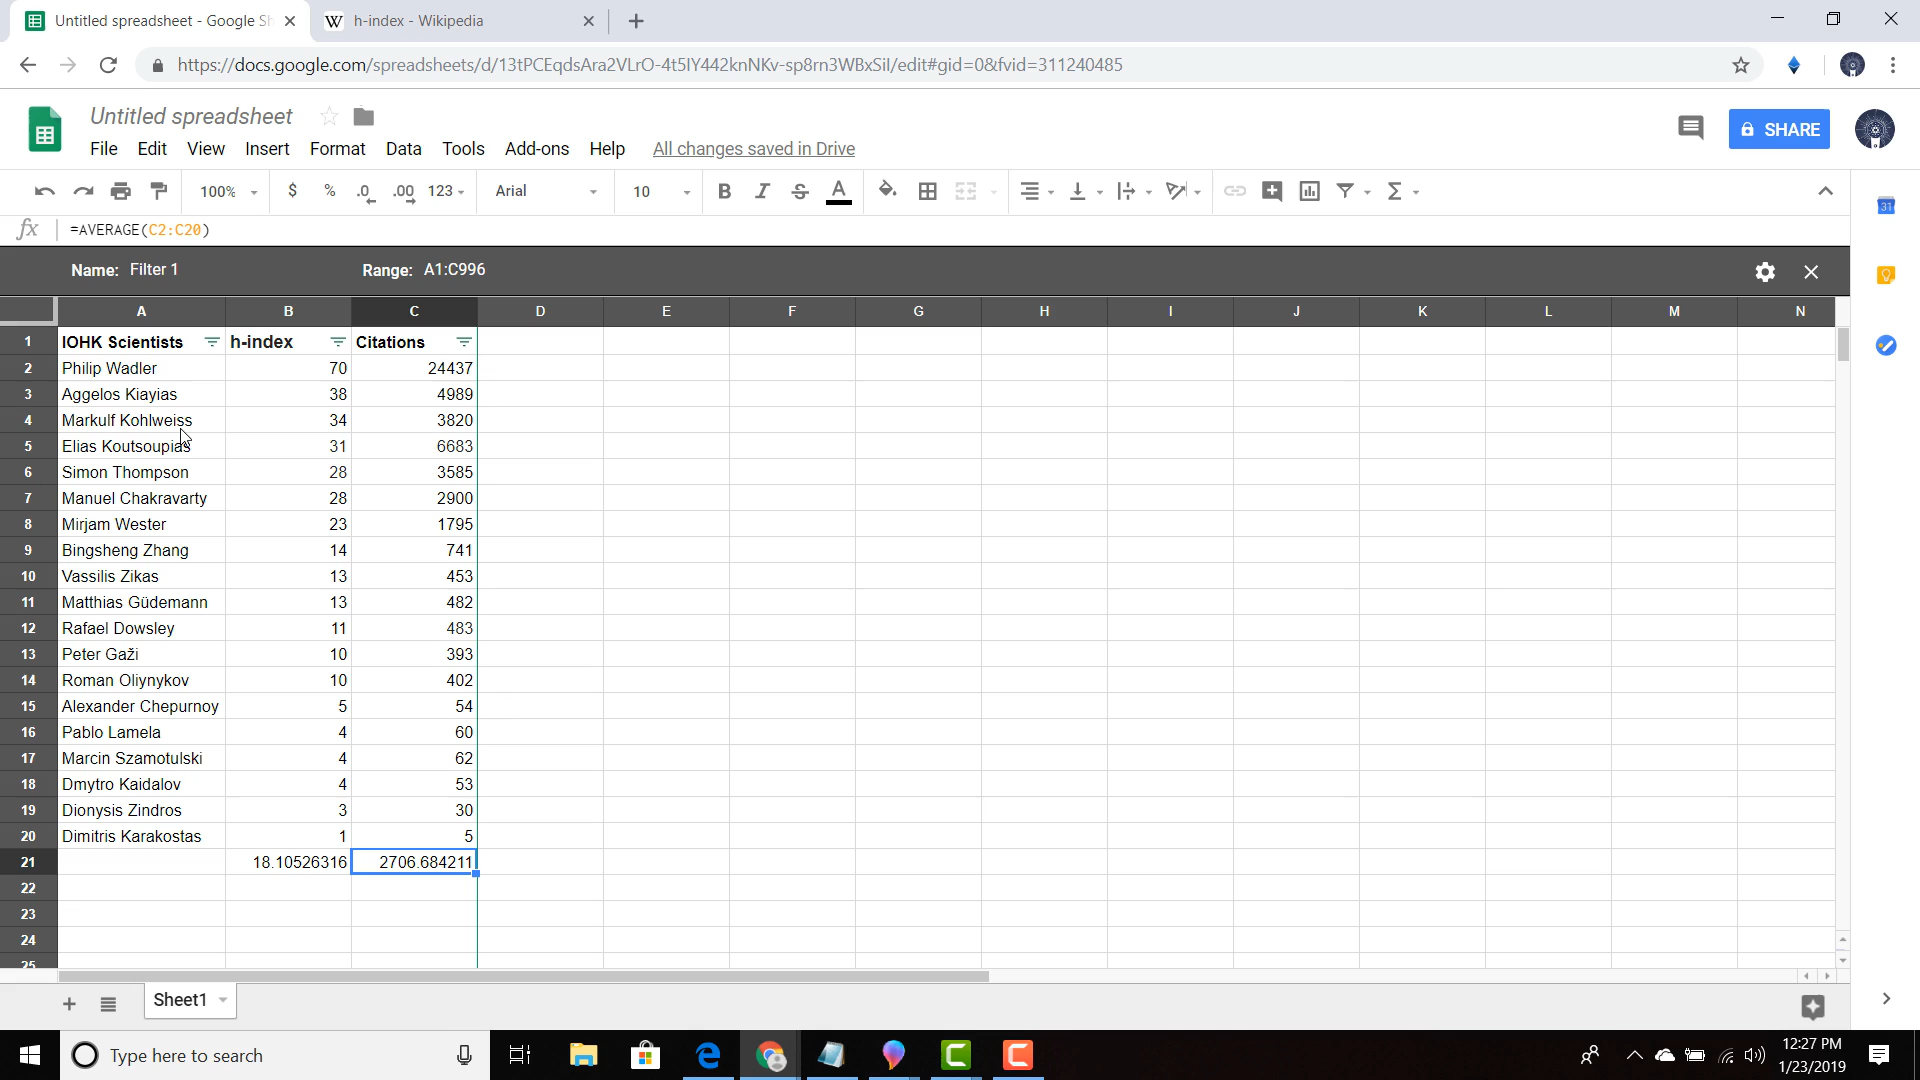 Untitled spreadsheet - Google Sh
h-index - Wikipedia
https://docs.google.com/spreadsheets/d/13tPCEqdsAra2VLrO-4t5IY442knNKv-sp8rn3WBxSiI/edit#gid=0&fvid=311240485
Untitled spreadsheet
SHARE
File Edit View Insert Format Data Tools Add-ons Help All changes saved in Drive
100% $ % .0 .00 123 Arial 10 B I S A
31
fx =AVERAGE(C2:C20)
Name: Filter 1 Range: A1:C996
A B C D E F G H I J K L M N
1 IOHK Scientists h-index Citations
2 Philip Wadler 70 24437
3 Aggelos Kiayias 38 4989
4 Markulf Kohlweiss 34 3820
5 Elias Koutsoupias 31 6683
6 Simon Thompson 28 3585
7 Manuel Chakravarty 28 2900
8 Mirjam Wester 23 1795
9 Bingsheng Zhang 14 741
10 Vassilis Zikas 13 453
11 Matthias Güdemann 13 482
12 Rafael Dowsley 11 483
13 Peter Gaži 10 393
14 Roman Oliynykov 10 402
15 Alexander Chepurnoy 5 54
16 Pablo Lamela 4 60
17 Marcin Szamotulski 4 62
18 Dmytro Kaidalov 4 53
19 Dionysis Zindros 3 30
20 Dimitris Karakostas 1 5
21 18.10526316 2706.684211
22
23
24
25
Sheet1
Type here to search
12:27 PM
1/23/2019